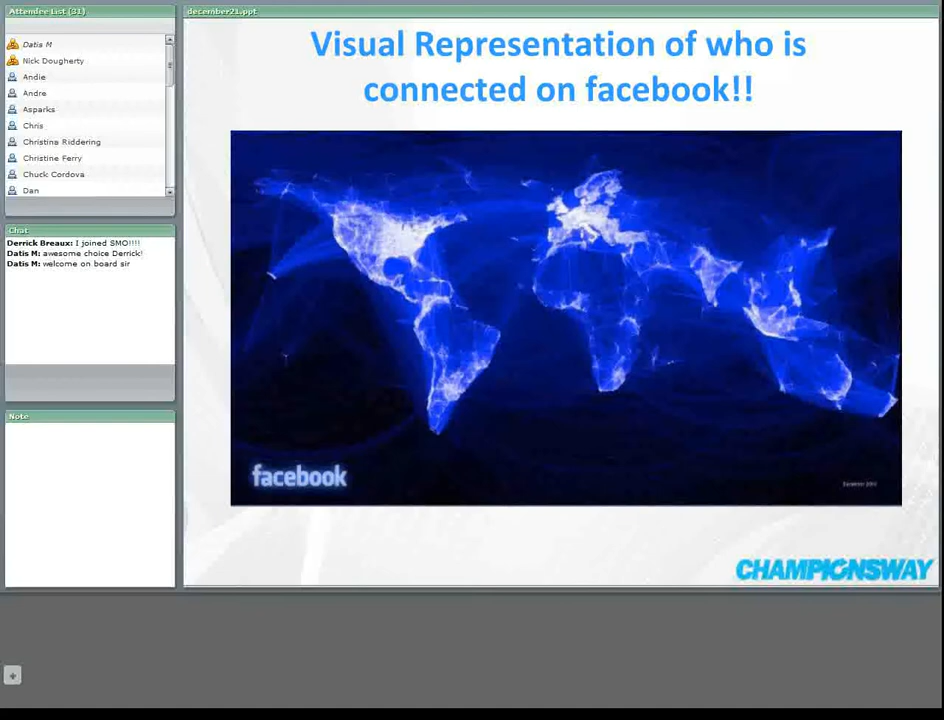 Attendee List (31)
Datis M
Nick Dougherty
Andie
Andre
Asparks
Chris
Christina Riddering
Christine Ferry
Chuck Cordova
Dan
Chat
Derrick Breaux: I joined SMO!!!!
Datis M: awesome choice Derrick!
Datis M: welcome on board sir
Note
december21.ppt
Visual Representation of who is
connected on facebook!!
facebook
December 2010
CHAMPIONSWAY